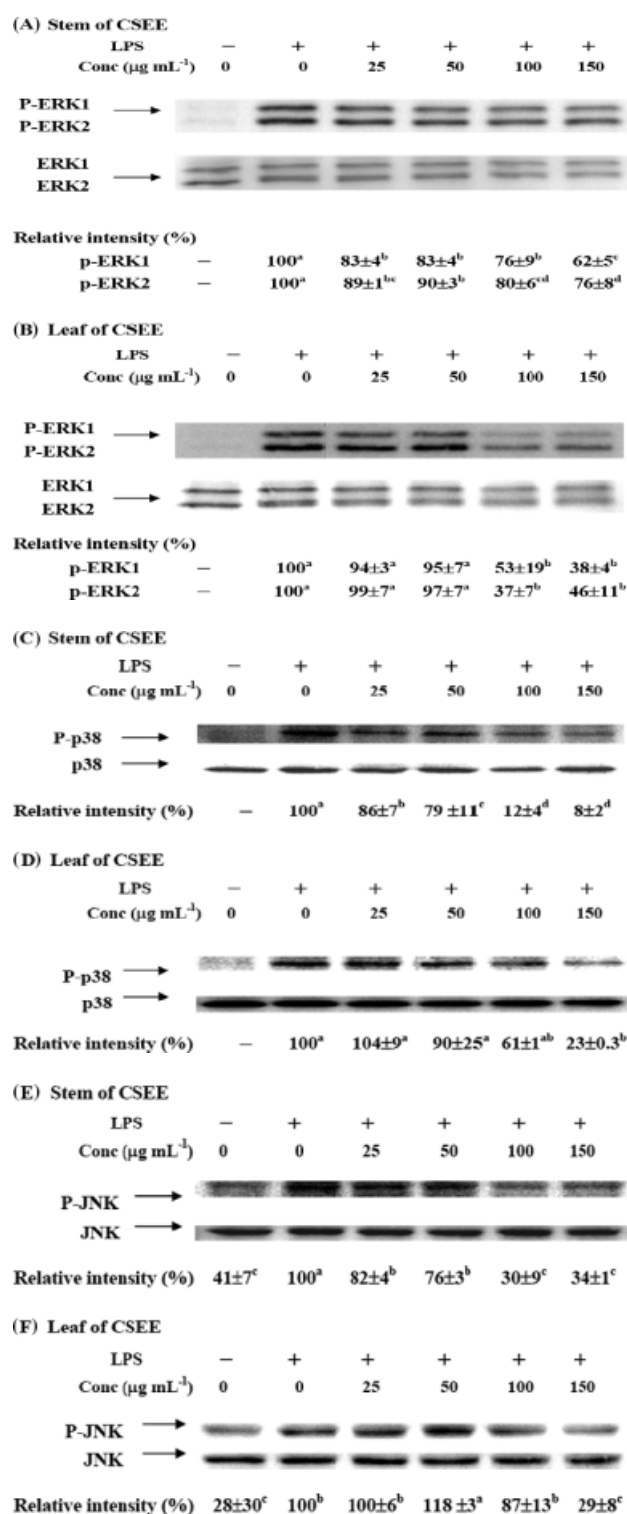 (A) Stem of CSEE
LPS − + + + + +
Conc (μg mL⁻¹) 0 0 25 50 100 150
P-ERK1
P-ERK2
ERK1
ERK2
Relative intensity (%)
p-ERK1 − 100ᵃ 83±4ᵇ 83±4ᵇ 76±9ᵇ 62±5ᶜ
p-ERK2 − 100ᵃ 89±1ᵇᶜ 90±3ᵇ 80±6ᶜᵈ 76±8ᵈ
(B) Leaf of CSEE
LPS − + + + + +
Conc (μg mL⁻¹) 0 0 25 50 100 150
P-ERK1
P-ERK2
ERK1
ERK2
Relative intensity (%)
p-ERK1 − 100ᵃ 94±3ᵃ 95±7ᵃ 53±19ᵇ 38±4ᵇ
p-ERK2 − 100ᵃ 99±7ᵃ 97±7ᵃ 37±7ᵇ 46±11ᵇ
(C) Stem of CSEE
LPS − + + + + +
Conc (μg mL⁻¹) 0 0 25 50 100 150
P-p38
p38
Relative intensity (%) − 100ᵃ 86±7ᵇ 79 ±11ᶜ 12±4ᵈ 8±2ᵈ
(D) Leaf of CSEE
LPS − + + + + +
Conc (μg mL⁻¹) 0 0 25 50 100 150
P-p38
p38
Relative intensity (%) − 100ᵃ 104±9ᵃ 90±25ᵃ 61±1ᵃᵇ 23±0.3ᵇ
(E) Stem of CSEE
LPS − + + + + +
Conc (μg mL⁻¹) 0 0 25 50 100 150
P-JNK
JNK
Relative intensity (%) 41±7ᶜ 100ᵃ 82±4ᵇ 76±3ᵇ 30±9ᶜ 34±1ᶜ
(F) Leaf of CSEE
LPS − + + + + +
Conc (μg mL⁻¹) 0 0 25 50 100 150
P-JNK
JNK
Relative intensity (%) 28±30ᶜ 100ᵇ 100±6ᵇ 118 ±3ᵃ 87±13ᵇ 29±8ᶜ